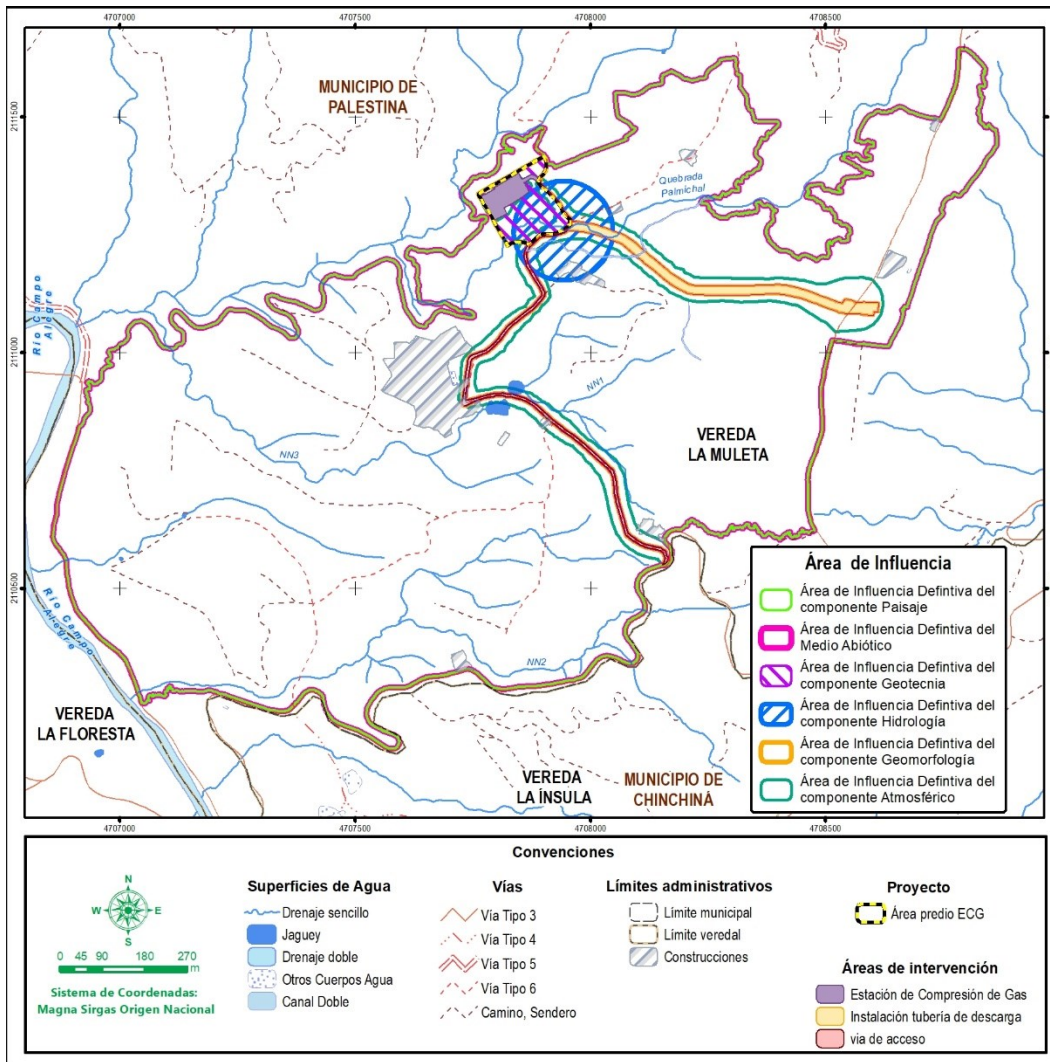 4707000
4707500
4708000
4708500
2111500
2111000
2110500
MUNICIPIO DE
PALESTINA
Quebrada
Palmichal
Río Campo
Alegre
NN1
NN3
VEREDA
LA MULETA
Río Campo
Alegre
NN2
VEREDA
LA FLORESTA
VEREDA
LA ÍNSULA
MUNICIPIO DE
CHINCHINÁ
Área de Influencia
Área de Influencia Defintiva del
componente Paisaje
Área de Influencia Defintiva del
Medio Abiótico
Área de Influencia Defintiva del
componente Geotecnia
Área de Influencia Defintiva del
componente Hidrología
Área de Influencia Defintiva del
componente Geomorfología
Área de Influencia Defintiva del
componente Atmosférico
4707000
4707500
4708000
4708500
Convenciones
N
W
E
S
0 45 90 180 270
m
Sistema de Coordenadas:
Magna Sirgas Origen Nacional
Superficies de Agua
Drenaje sencillo
Jaguey
Drenaje doble
Otros Cuerpos Agua
Canal Doble
Vías
Vía Tipo 3
Vía Tipo 4
Vía Tipo 5
Vía Tipo 6
Camino, Sendero
Límites administrativos
Límite municipal
Límite veredal
Construcciones
Proyecto
Área predio ECG
Áreas de intervención
Estación de Compresión de Gas
Instalación tubería de descarga
via de acceso